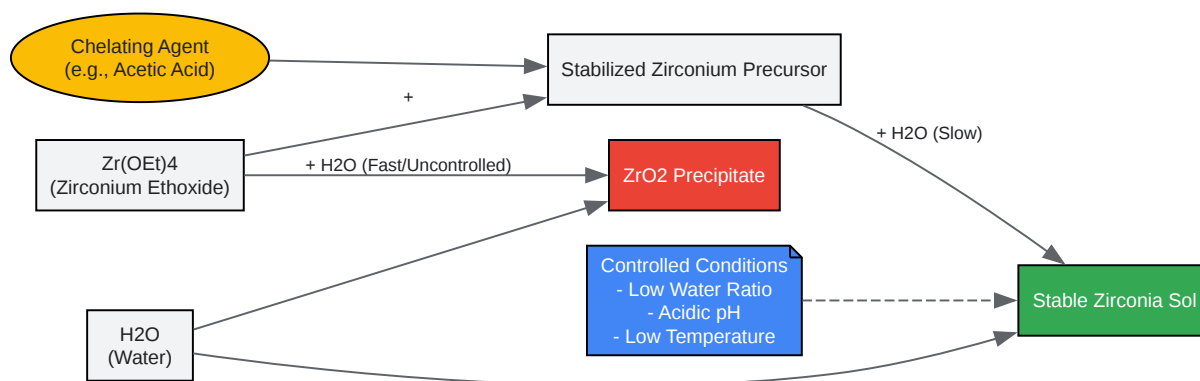 Chelating Agent
(e.g., Acetic Acid)
Stabilized Zirconium Precursor
+
+ H2O (Slow)
Zr(OEt)4
(Zirconium Ethoxide)
+ H2O (Fast/Uncontrolled)
ZrO2 Precipitate
Controlled Conditions
- Low Water Ratio
- Acidic pH
- Low Temperature
Stable Zirconia Sol
H2O
(Water)